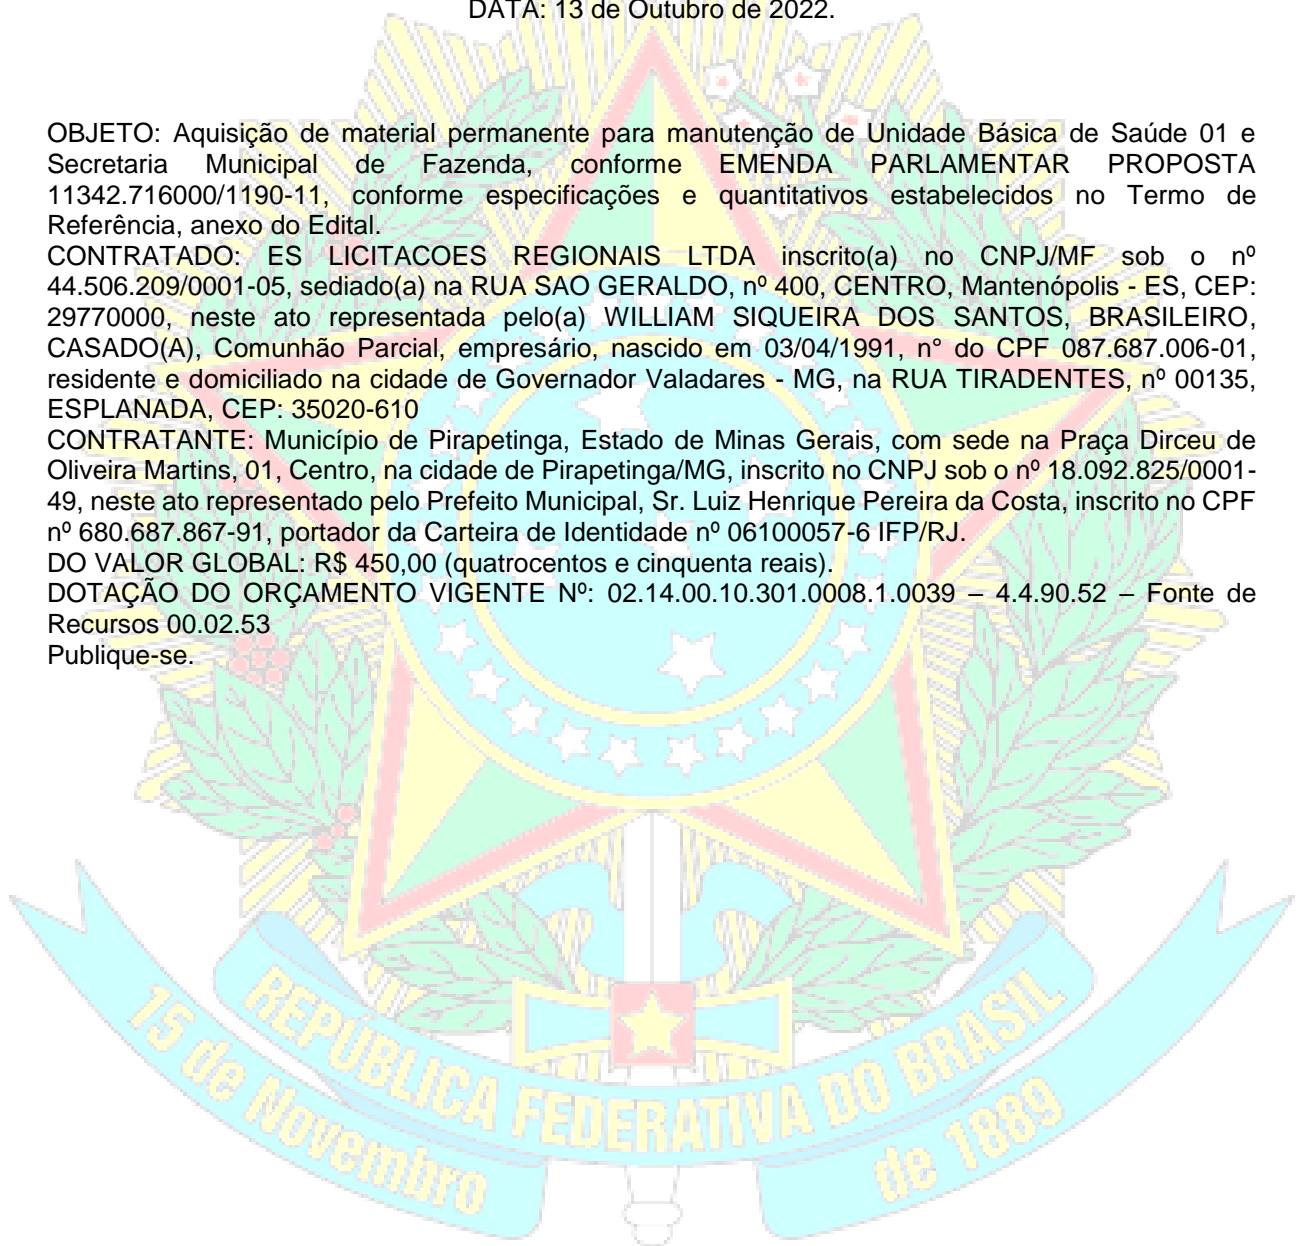 DATA: 13 de Outubro de 2022.
OBJETO: Aquisição de material permanente para manutenção de Unidade Básica de Saúde 01 e
Secretaria Municipal de Fazenda, conforme EMENDA PARLAMENTAR PROPOSTA
11342.716000/1190-11, conforme especificações e quantitativos estabelecidos no Termo de
Referência, anexo do Edital.
CONTRATADO: ES LICITACOES REGIONAIS LTDA inscrito(a) no CNPJ/MF sob o nº
44.506.209/0001-05, sediado(a) na RUA SAO GERALDO, nº 400, CENTRO, Mantenópolis - ES, CEP:
29770000, neste ato representada pelo(a) WILLIAM SIQUEIRA DOS SANTOS, BRASILEIRO,
CASADO(A), Comunhão Parcial, empresário, nascido em 03/04/1991, n° do CPF 087.687.006-01,
residente e domiciliado na cidade de Governador Valadares - MG, na RUA TIRADENTES, nº 00135,
ESPLANADA, CEP: 35020-610
CONTRATANTE: Município de Pirapetinga, Estado de Minas Gerais, com sede na Praça Dirceu de
Oliveira Martins, 01, Centro, na cidade de Pirapetinga/MG, inscrito no CNPJ sob o nº 18.092.825/0001-
49, neste ato representado pelo Prefeito Municipal, Sr. Luiz Henrique Pereira da Costa, inscrito no CPF
nº 680.687.867-91, portador da Carteira de Identidade nº 06100057-6 IFP/RJ.
DO VALOR GLOBAL: R$ 450,00 (quatrocentos e cinquenta reais).
DOTAÇÃO DO ORÇAMENTO VIGENTE Nº: 02.14.00.10.301.0008.1.0039 – 4.4.90.52 – Fonte de
Recursos 00.02.53
Publique-se.
REPÚBLICA FEDERATIVA DO BRASIL
15 de Novembro de 1889